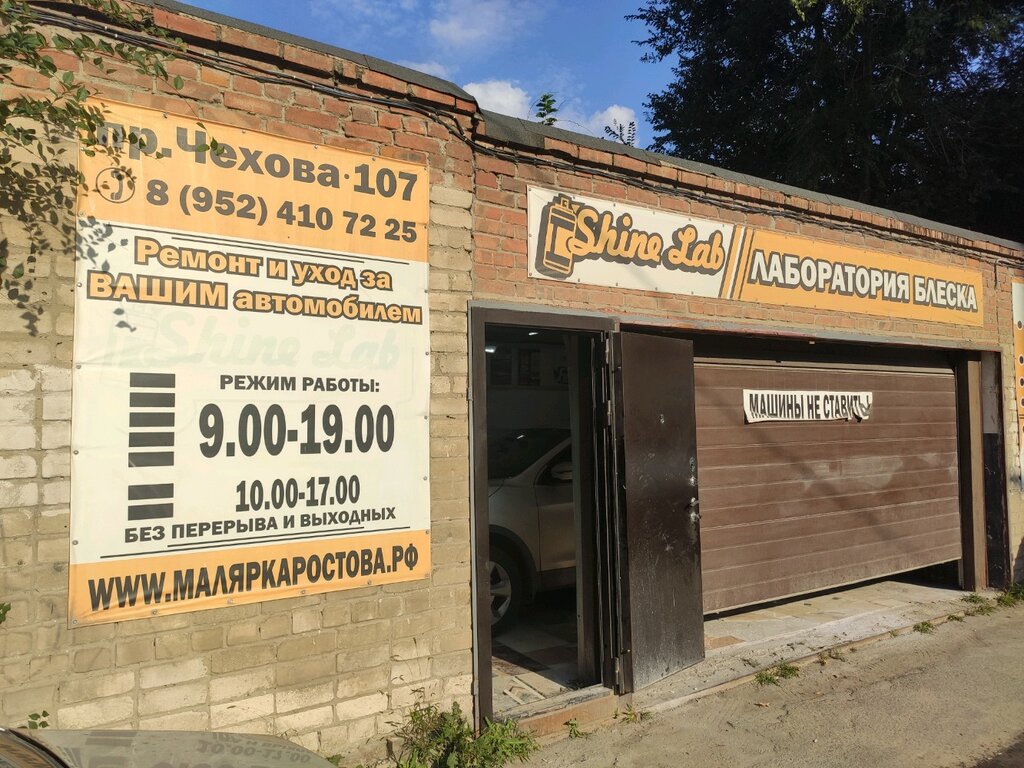 пр. Чехова 107
8 (952) 410 72 25
Ремонт и уход за
ВАШИМ автомобилем
Shine Lab
РЕЖИМ РАБОТЫ:
9.00-19.00
10.00-17.00
БЕЗ ПЕРЕРЫВА И ВЫХОДНЫХ
WWW.МАЛЯРКАРОСТОВА.РФ
Shine Lab
ЛАБОРАТОРИЯ БЛЕСКА
МАШИНЫ НЕ СТАВИТЬ!